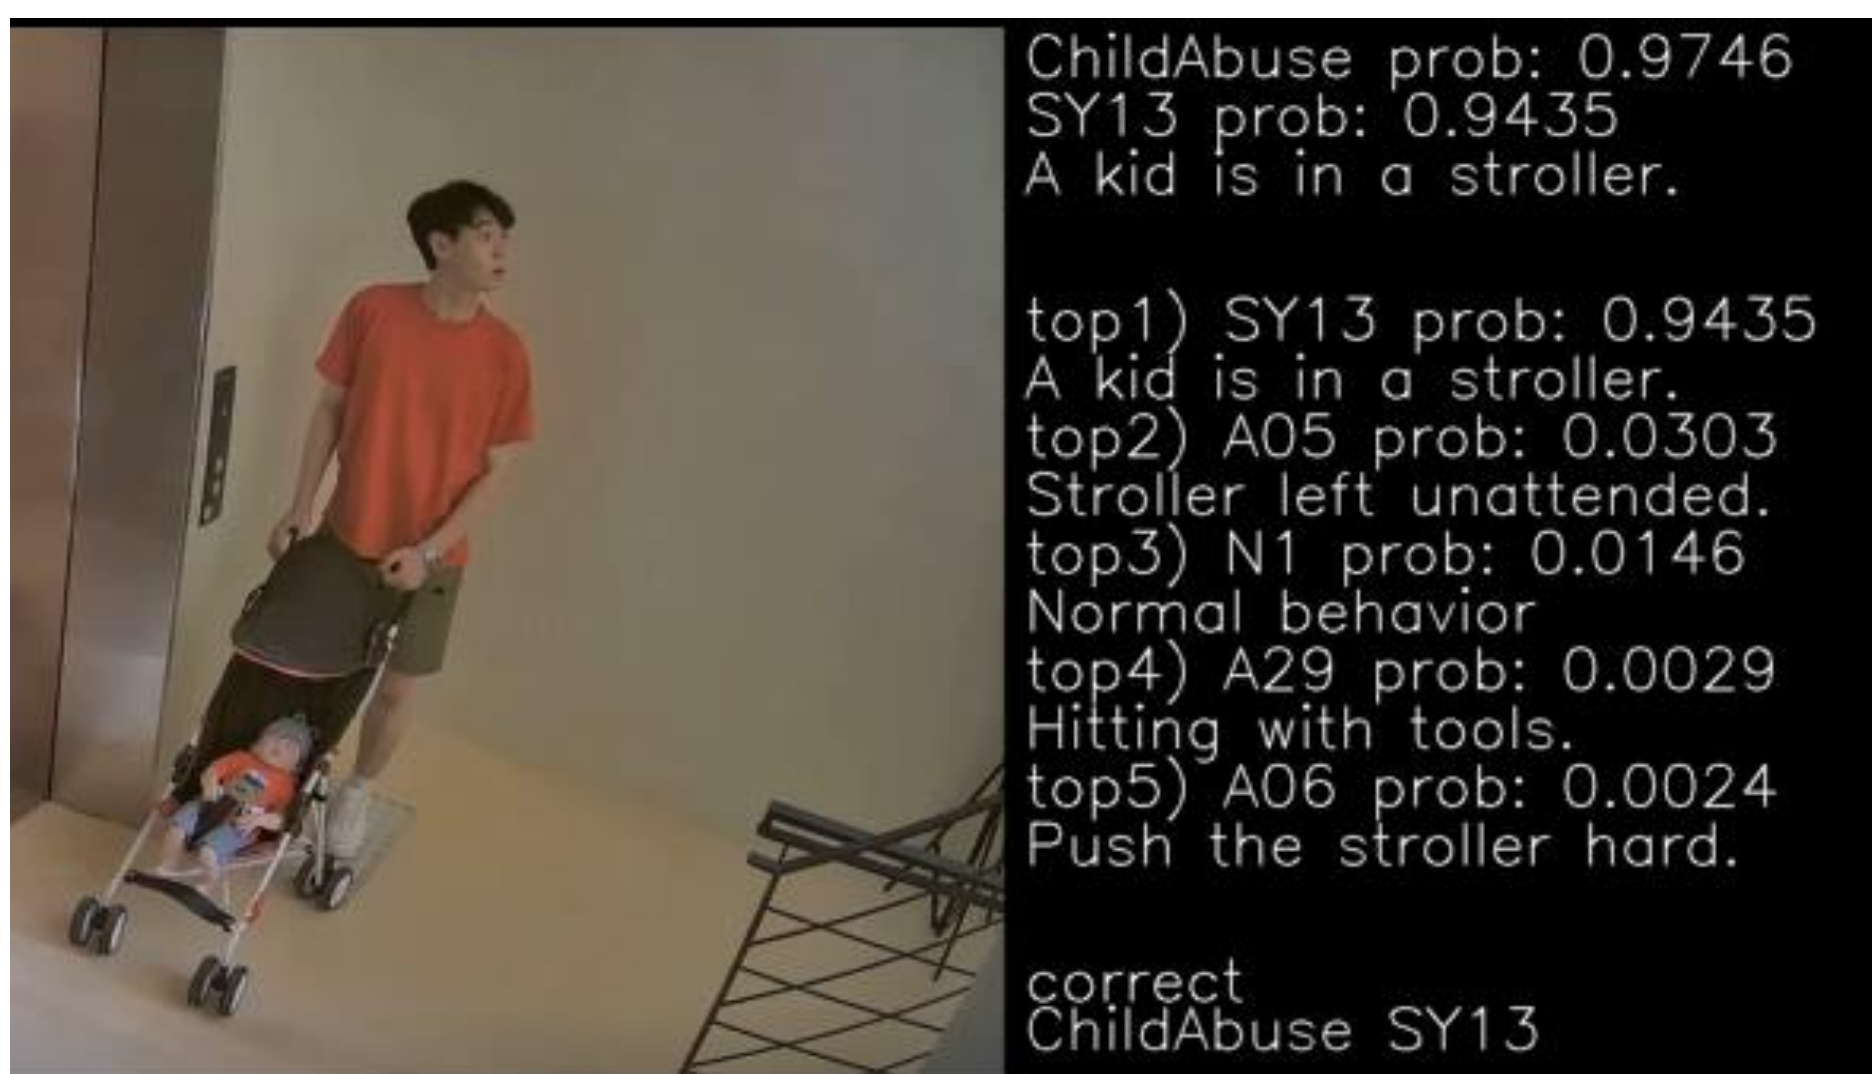 ChildAbuse prob: 0.9746
SY13 prob: 0.9435
A kid is in a stroller.
top1) SY13 prob: 0.9435
A kid is in a stroller.
top2) A05 prob: 0.0303
Stroller left unattended.
top3) N1 prob: 0.0146
Normal behavior
top4) A29 prob: 0.0029
Hitting with tools.
top5) A06 prob: 0.0024
Push the stroller hard.
correct
ChildAbuse SY13